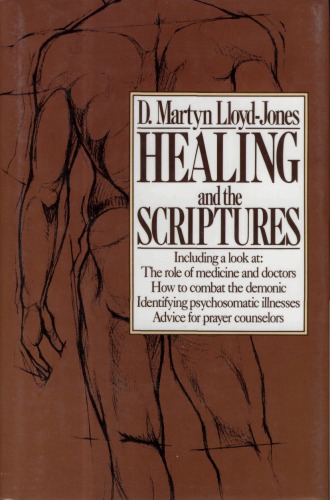 D. Martyn Lloyd-Jones
HEALING
and the
SCRIPTURES
Including a look at:
The role of medicine and doctors
How to combat the demonic
Identifying psychosomatic illnesses
Advice for prayer counselors